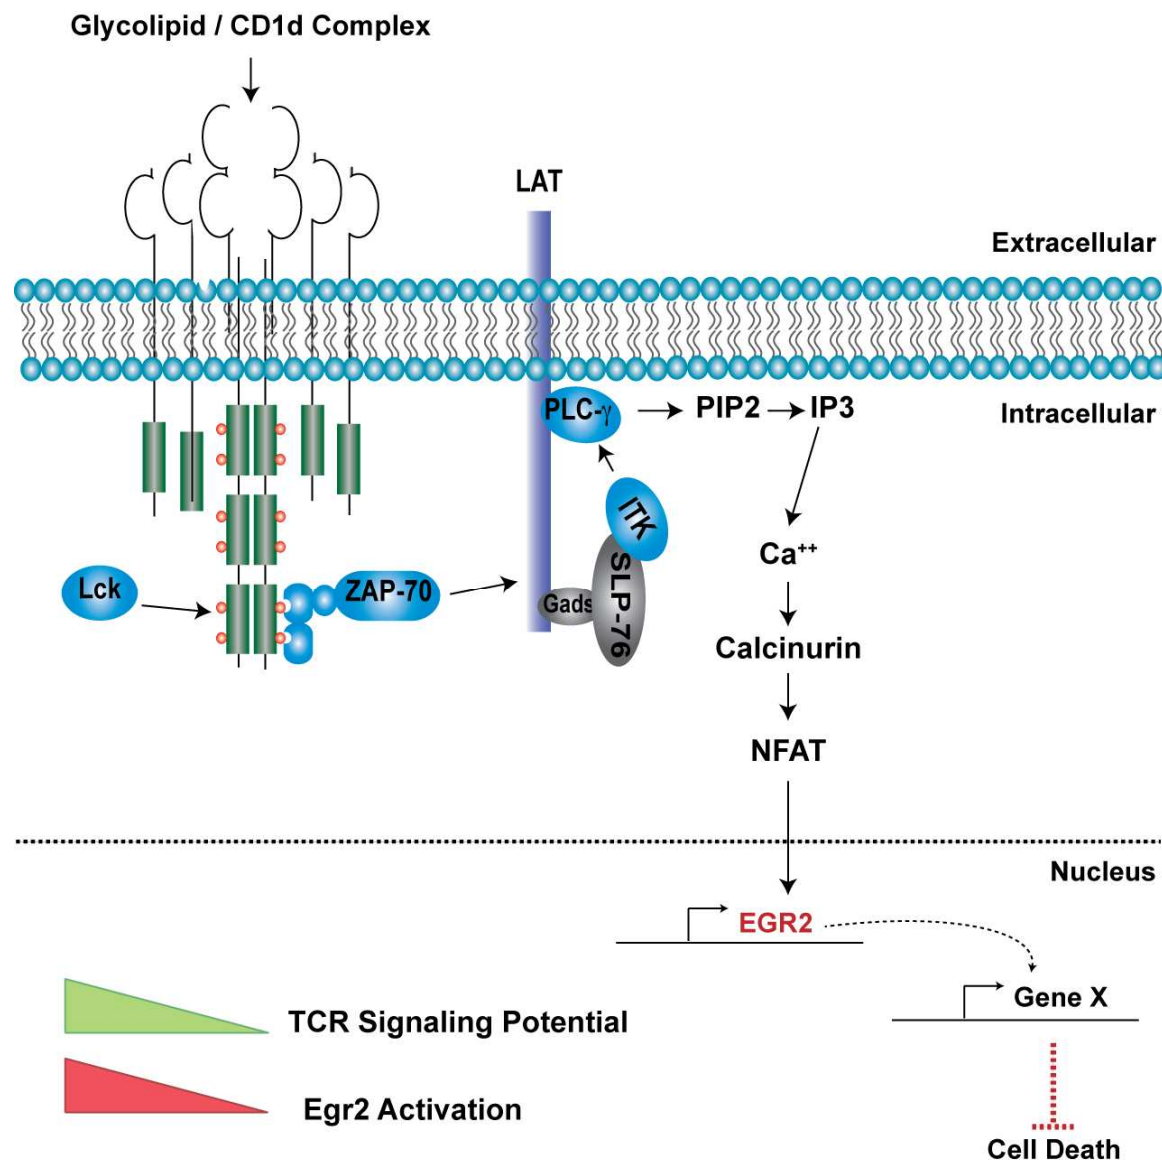 Glycolipid / CD1d Complex
LAT
Extracellular
PLC-γ
PIP2
IP3
Intracellular
ITK
Ca++
Lck
ZAP-70
Gads
SLP-76
Calcinurin
NFAT
Nucleus
EGR2
Gene X
TCR Signaling Potential
Egr2 Activation
Cell Death